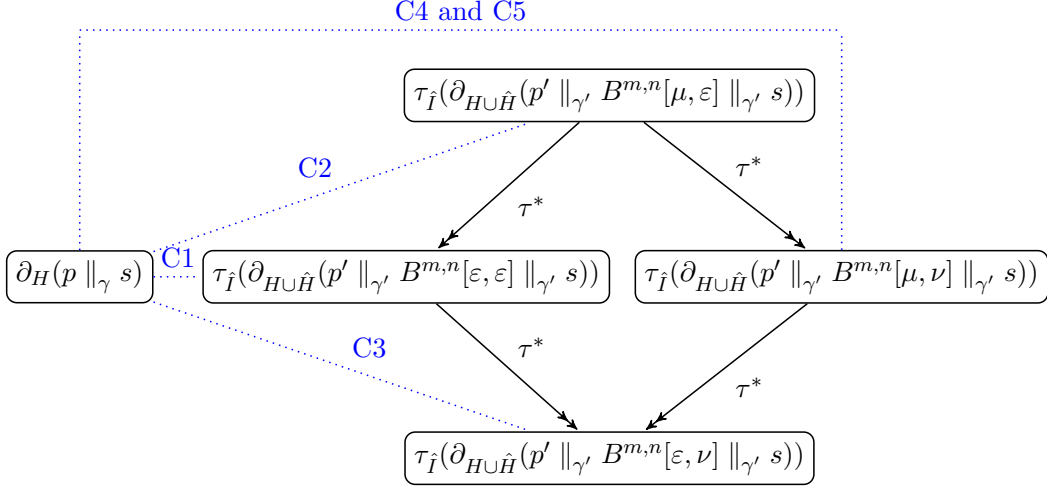 C4 and C5
τ_Î(∂_{H∪Ĥ}(p′ ∥_{γ′} B^{m,n}[μ, ε] ∥_{γ′} s))
C2
τ*
τ*
C1
∂_H(p ∥_γ s)
τ_Î(∂_{H∪Ĥ}(p′ ∥_{γ′} B^{m,n}[ε, ε] ∥_{γ′} s))
τ_Î(∂_{H∪Ĥ}(p′ ∥_{γ′} B^{m,n}[μ, ν] ∥_{γ′} s))
C3
τ*
τ*
τ_Î(∂_{H∪Ĥ}(p′ ∥_{γ′} B^{m,n}[ε, ν] ∥_{γ′} s))